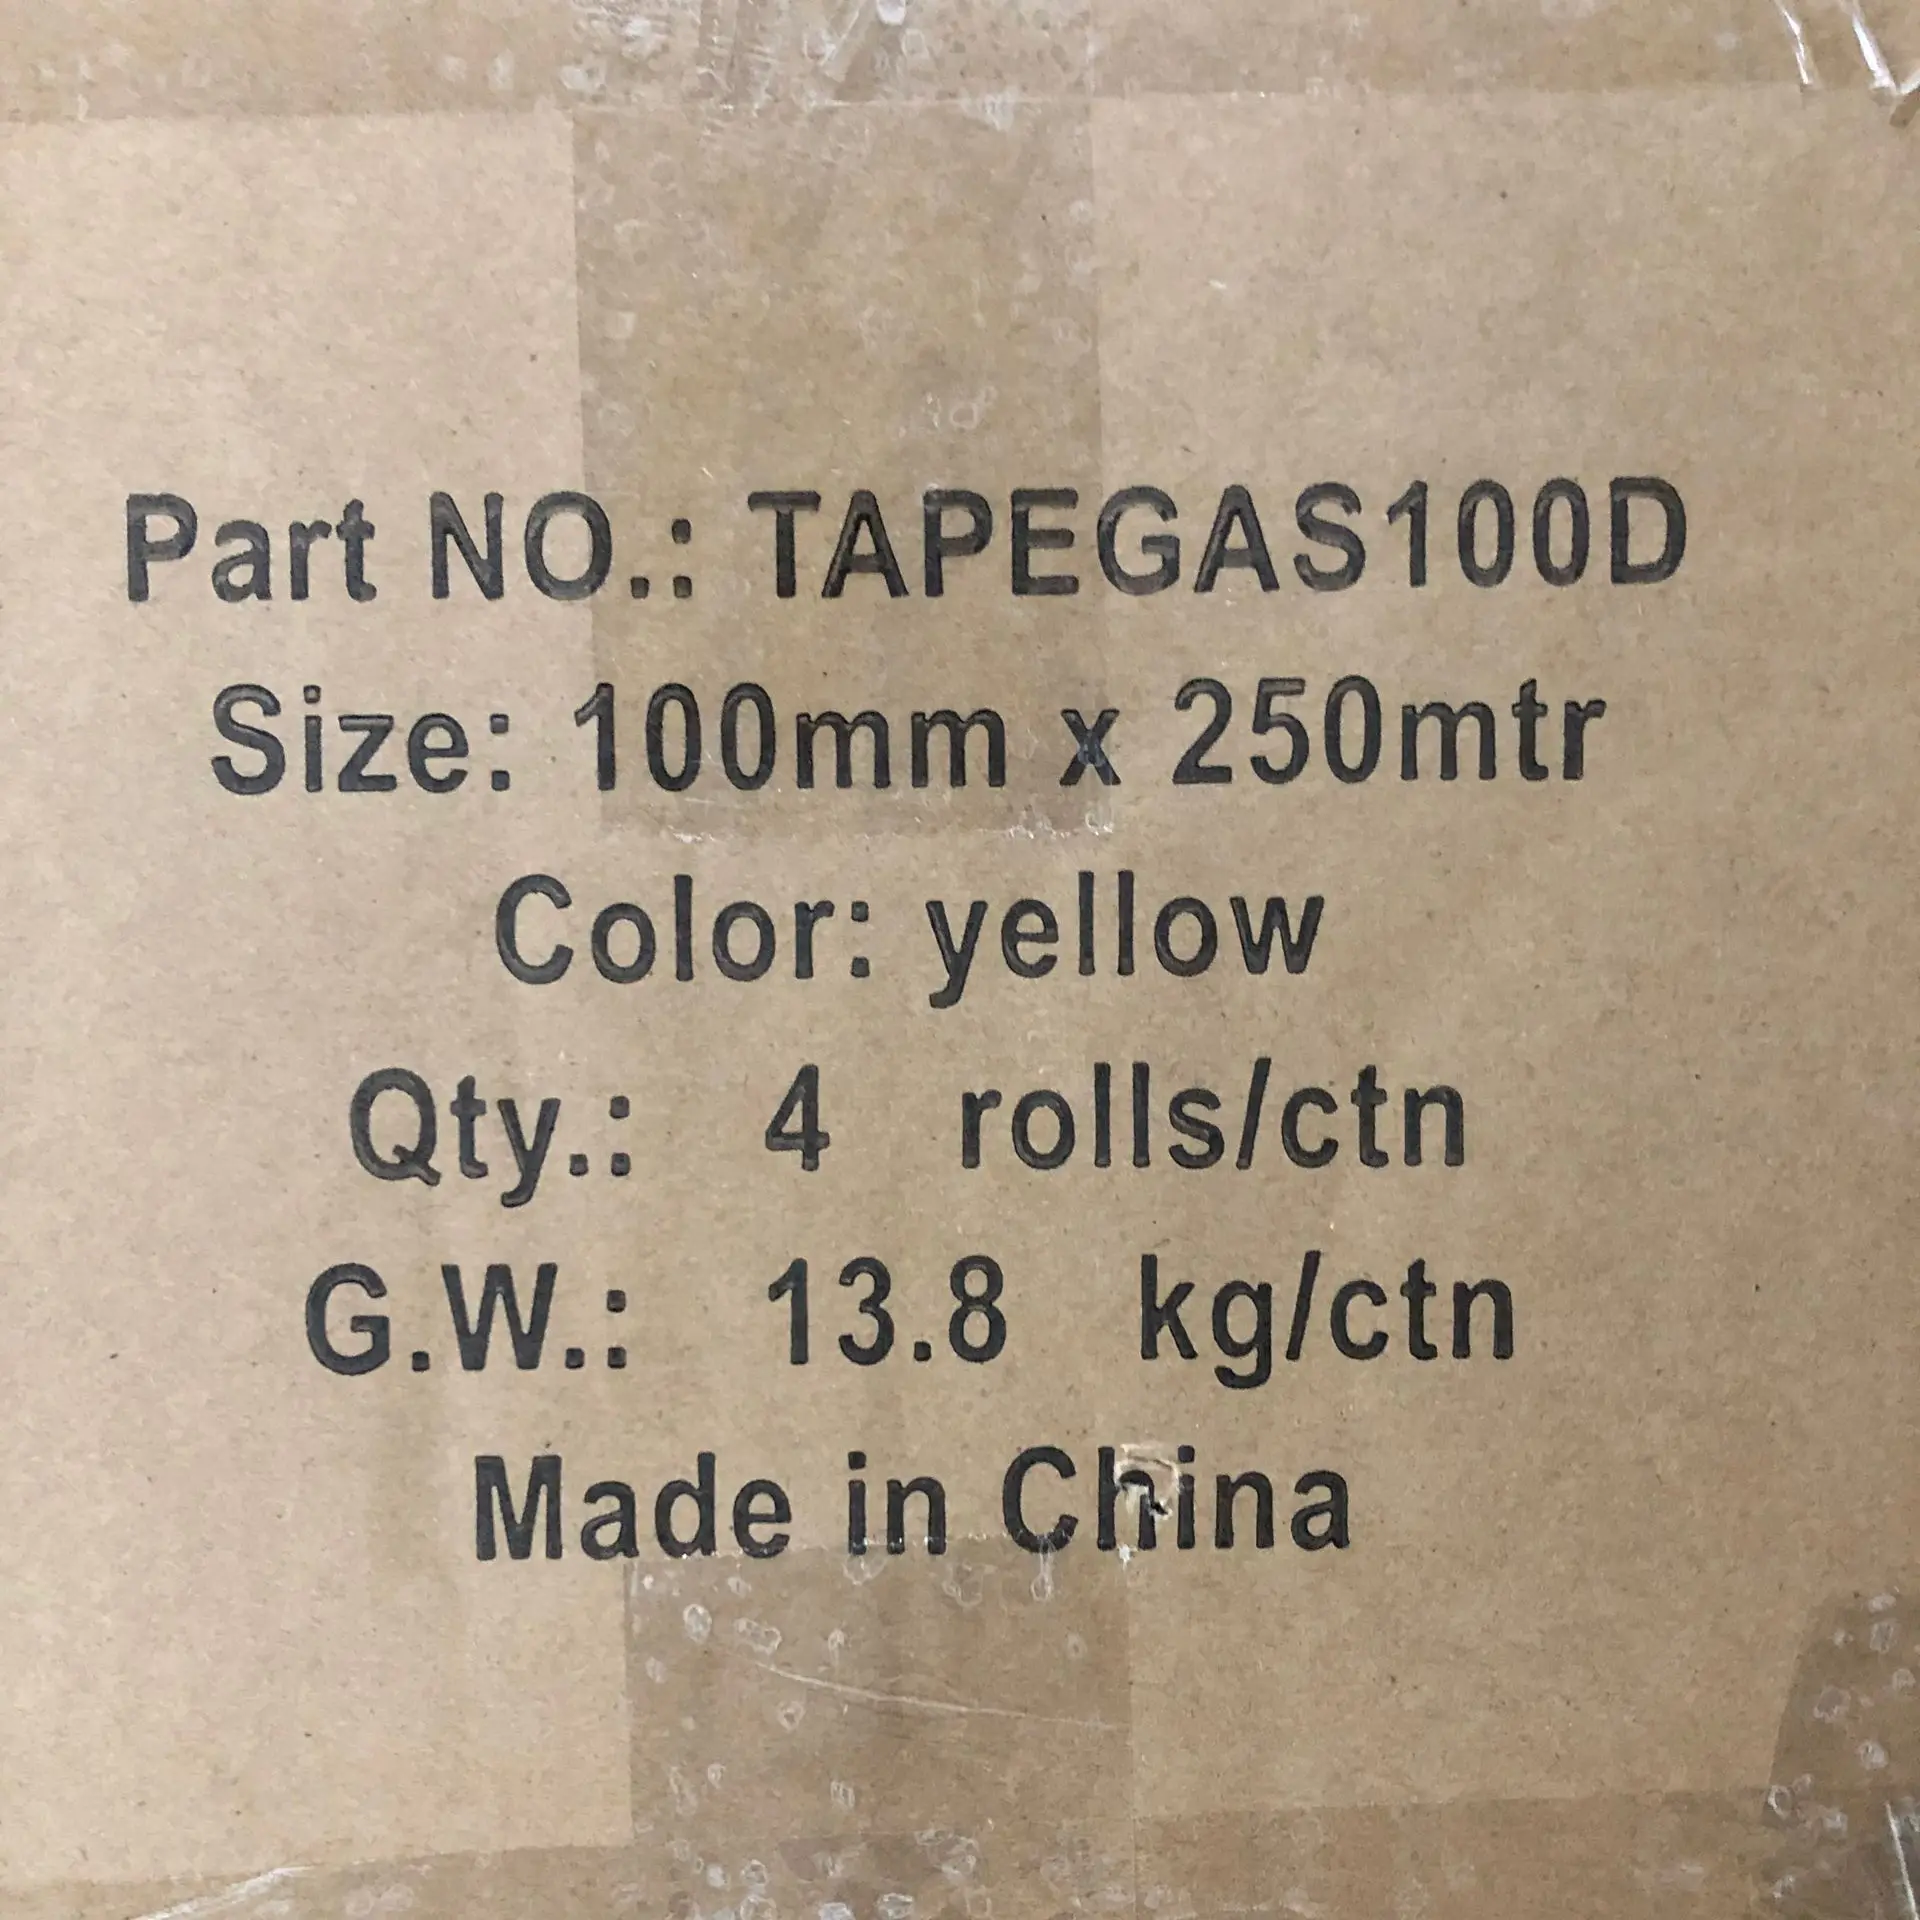 Part NO.: TAPEGAS100D
Size: 100mm x 250mtr
Color: yellow
Qty.: 4 rolls/ctn
G.W.: 13.8 kg/ctn
Made in China